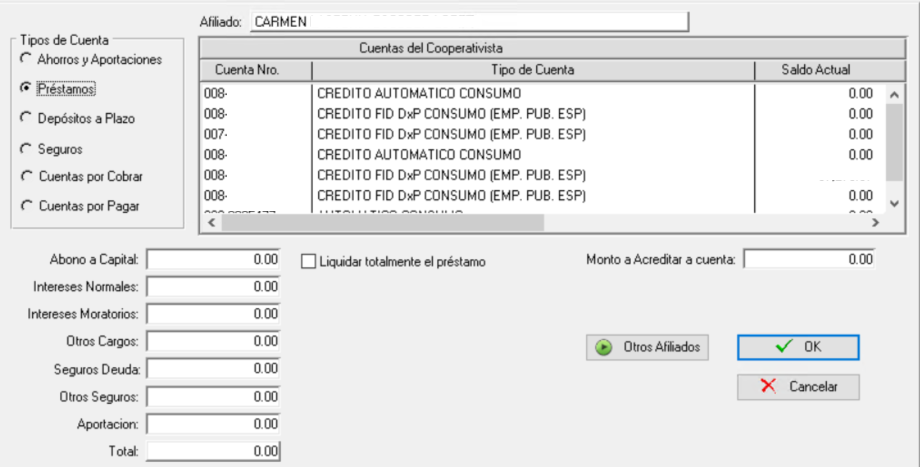 Afiliado: CARMEN
Tipos de Cuenta
Ahorros y Aportaciones
Préstamos
Depósitos a Plazo
Seguros
Cuentas por Cobrar
Cuentas por Pagar
Cuentas del Cooperativista
Cuenta Nro. Tipo de Cuenta Saldo Actual
008- CREDITO AUTOMATICO CONSUMO 0.00
008- CREDITO FID DxP CONSUMO (EMP. PUB. ESP) 0.00
007- CREDITO FID DxP CONSUMO (EMP. PUB. ESP) 0.00
008- CREDITO AUTOMATICO CONSUMO 0.00
008- CREDITO FID DxP CONSUMO (EMP. PUB. ESP)
008- CREDITO FID DxP CONSUMO (EMP. PUB. ESP) 0.00
Abono a Capital: 0.00
Intereses Normales: 0.00
Intereses Moratorios: 0.00
Otros Cargos: 0.00
Seguros Deuda: 0.00
Otros Seguros: 0.00
Aportacion: 0.00
Total: 0.00
Liquidar totalmente el préstamo
Monto a Acreditar a cuenta: 0.00
Otros Afiliados
OK
Cancelar